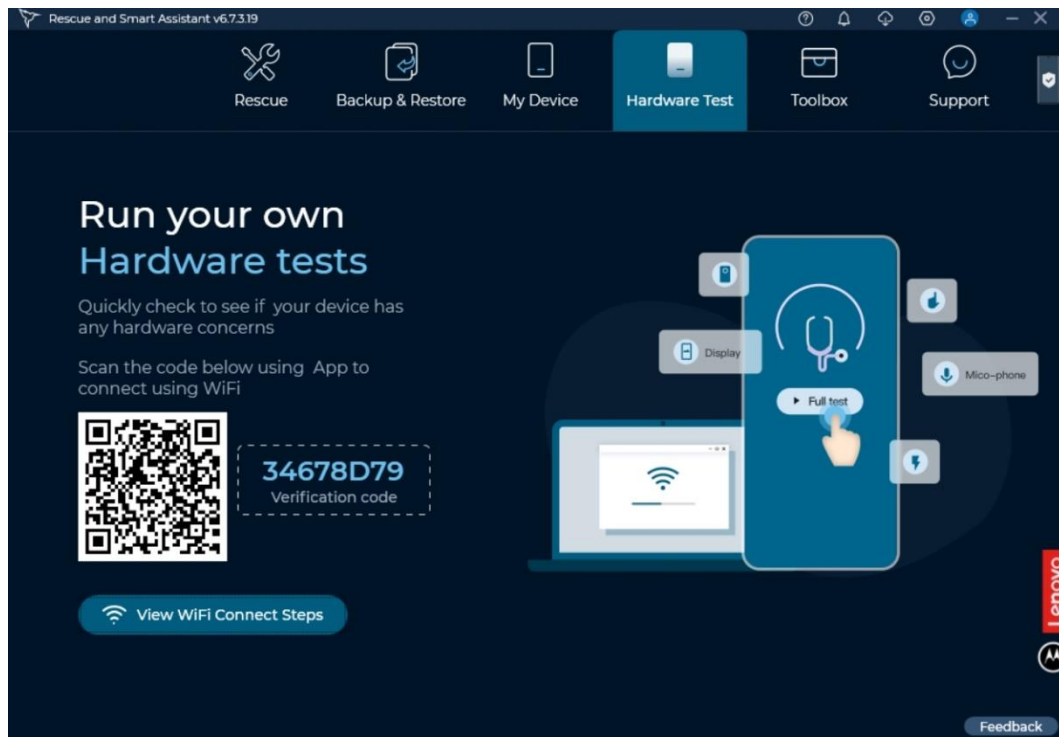 Rescue and Smart Assistant v6.7.3.19
Rescue
Backup & Restore
My Device
Hardware Test
Toolbox
Support
Run your own
Hardware tests
Quickly check to see if your device has
any hardware concerns
Scan the code below using App to
connect using WiFi
34678D79
Verification code
View WiFi Connect Steps
Display
Mico-phone
Full test
Lenovo
Feedback